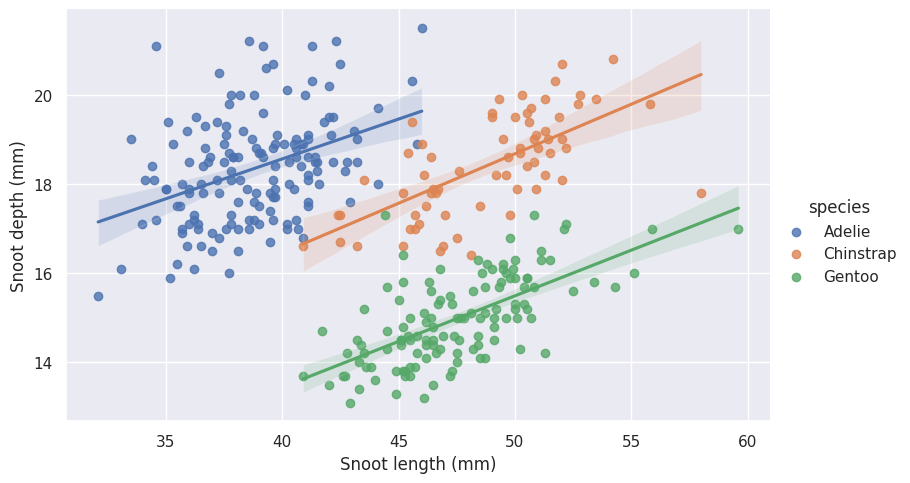 Snoot depth (mm)
20
18
16
14
35
40
45
50
55
60
Snoot length (mm)
species
Adelie
Chinstrap
Gentoo